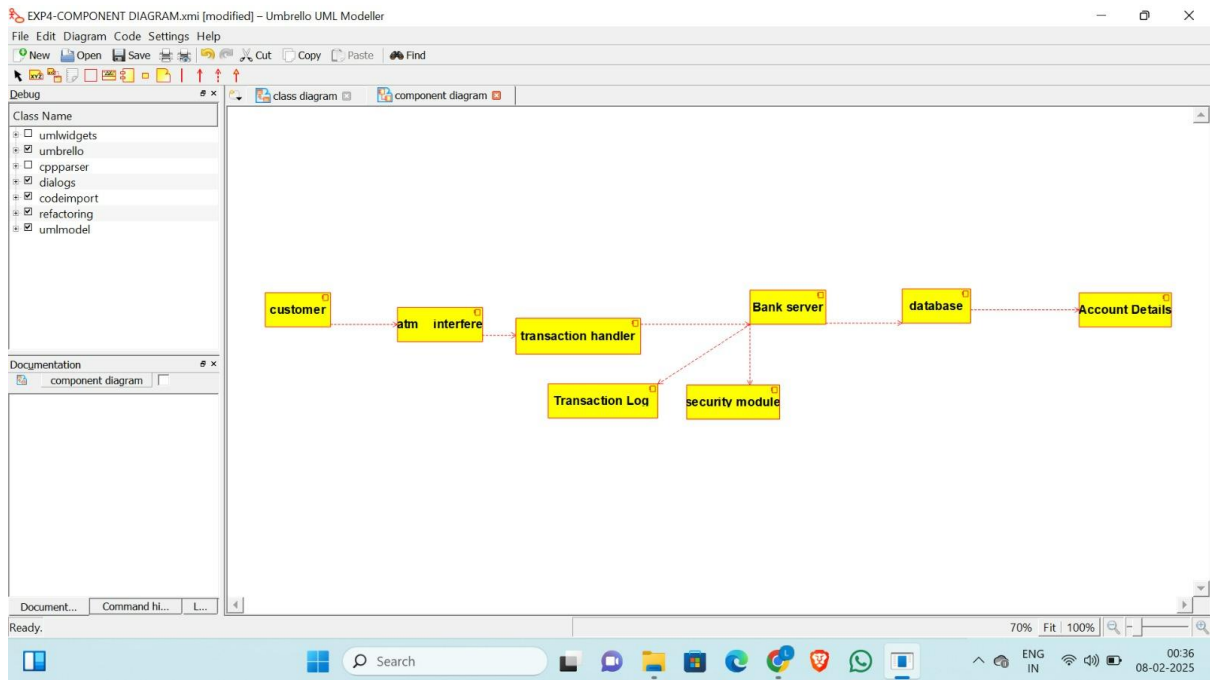 EXP4-COMPONENT DIAGRAM.xmi [modified] – Umbrello UML Modeller
File Edit Diagram Code Settings Help
New Open Save Cut Copy Paste Find
Debug
class diagram component diagram
Class Name
umlwidgets
umbrello
cppparser
dialogs
codeimport
refactoring
umlmodel
customer
atm interfere
transaction handler
Bank server
database
Account Details
Transaction Log
security module
Documentation
component diagram
Document... Command hi... L...
Ready.
70% Fit 100%
Search
ENG
IN
00:36
08-02-2025